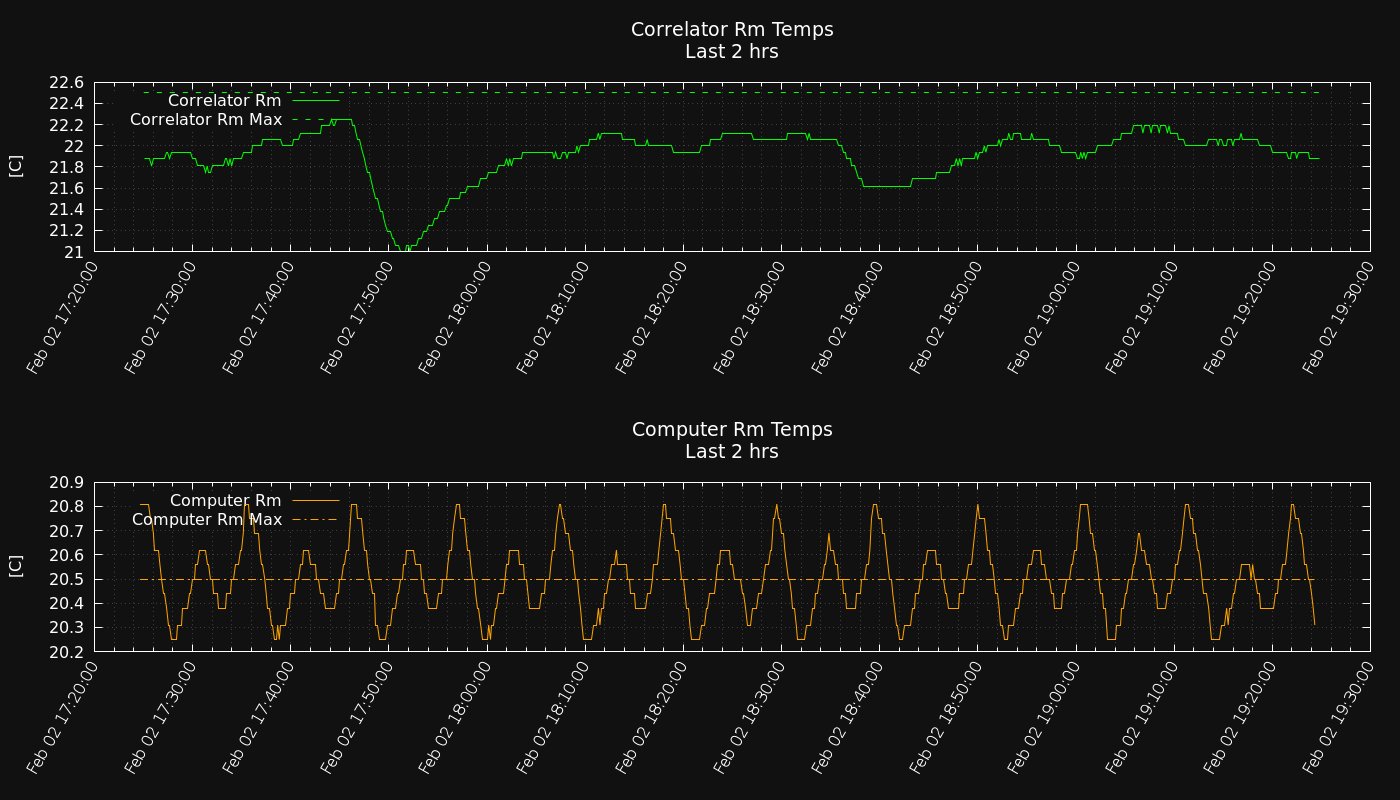 Correlator Rm Temps
Last 2 hrs
22.6
22.4
22.2
22
21.8
21.6
21.4
21.2
21
[C]
Correlator Rm
Correlator Rm Max
Feb 02 17:20:00
Feb 02 17:30:00
Feb 02 17:40:00
Feb 02 17:50:00
Feb 02 18:00:00
Feb 02 18:10:00
Feb 02 18:20:00
Feb 02 18:30:00
Feb 02 18:40:00
Feb 02 18:50:00
Feb 02 19:00:00
Feb 02 19:10:00
Feb 02 19:20:00
Feb 02 19:30:00
Computer Rm Temps
Last 2 hrs
20.9
20.8
20.7
20.6
20.5
20.4
20.3
20.2
[C]
Computer Rm
Computer Rm Max
Feb 02 17:20:00
Feb 02 17:30:00
Feb 02 17:40:00
Feb 02 17:50:00
Feb 02 18:00:00
Feb 02 18:10:00
Feb 02 18:20:00
Feb 02 18:30:00
Feb 02 18:40:00
Feb 02 18:50:00
Feb 02 19:00:00
Feb 02 19:10:00
Feb 02 19:20:00
Feb 02 19:30:00